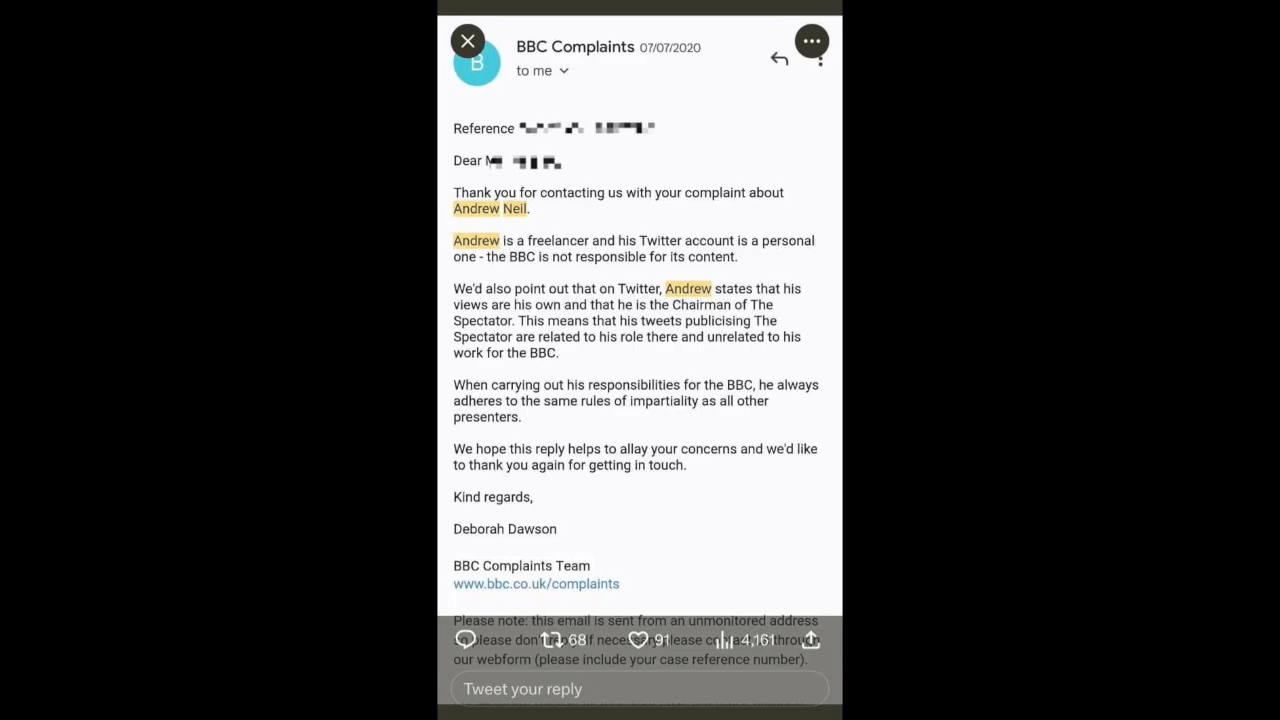 B
BBC Complaints 07/07/2020
to me
Reference
Dear
Thank you for contacting us with your complaint about
Andrew Neil.
Andrew is a freelancer and his Twitter account is a personal
one - the BBC is not responsible for its content.
We'd also point out that on Twitter, Andrew states that his
views are his own and that he is the Chairman of The
Spectator. This means that his tweets publicising The
Spectator are related to his role there and unrelated to his
work for the BBC.
When carrying out his responsibilities for the BBC, he always
adheres to the same rules of impartiality as all other
presenters.
We hope this reply helps to allay your concerns and we'd like
to thank you again for getting in touch.
Kind regards,
Deborah Dawson
BBC Complaints Team
www.bbc.co.uk/complaints
Please note: this email is sent from an unmonitored address
please don't if necessary please through
68 91 4,161
our webform (please include your case reference number).
Tweet your reply